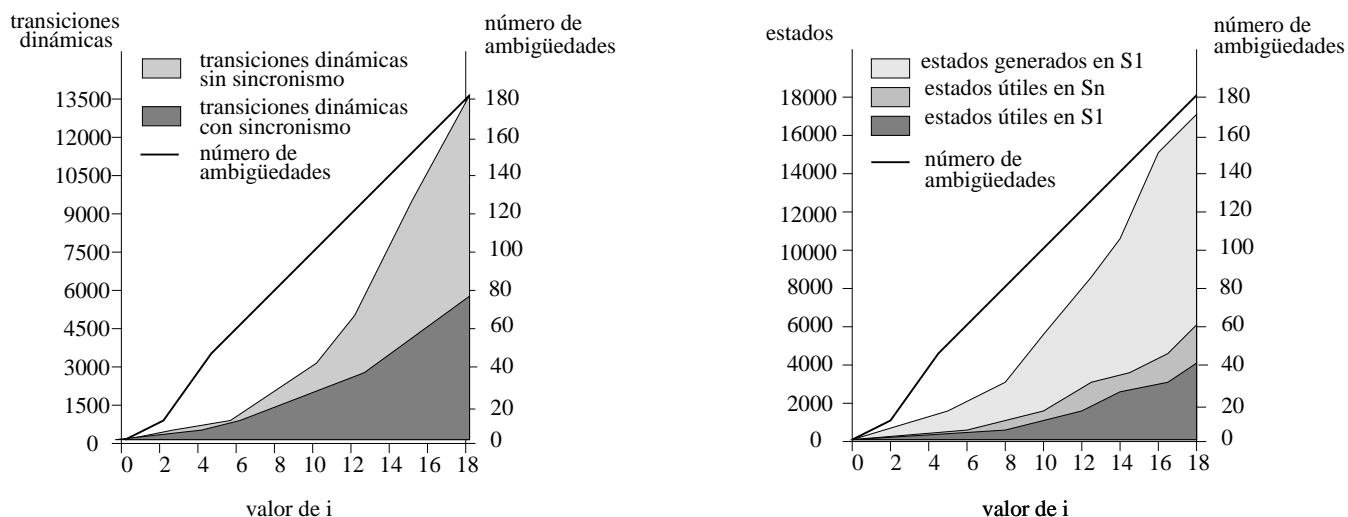 transiciones
dinámicas
número de
ambigüedades
transiciones dinámicas
sin sincronismo
transiciones dinámicas
con sincronismo
número de
ambigüedades
13500
12000
10500
9000
7500
6000
4500
3000
1500
0
180
160
140
120
100
80
60
40
20
0
0 2 4 6 8 10 12 14 16 18
valor de i
estados
número de
ambigüedades
estados generados en S1
estados útiles en Sn
estados útiles en S1
número de
ambigüedades
18000
16000
14000
12000
10000
8000
6000
4000
2000
0
180
160
140
120
100
80
60
40
20
0
0 2 4 6 8 10 12 14 16 18
valor de i